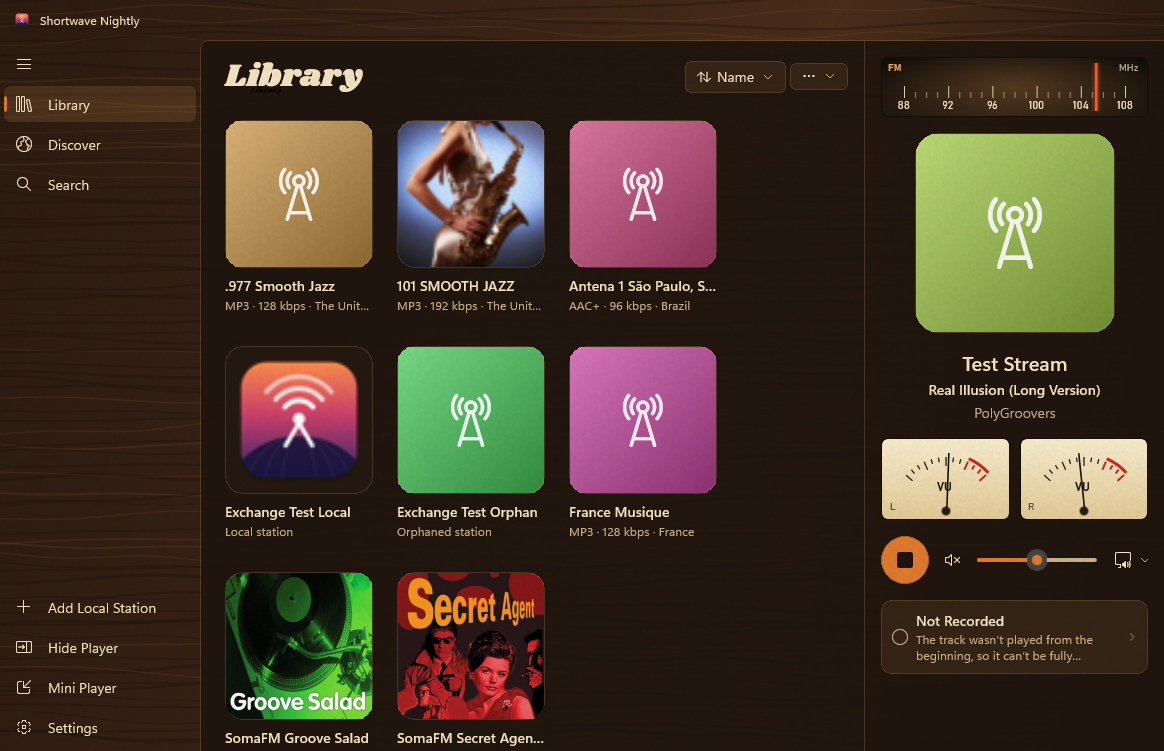 Shortwave Nightly
Library
Discover
Search
Add Local Station
Hide Player
Mini Player
Settings
Library
Name
.977 Smooth Jazz
MP3 · 128 kbps · The Unit...
101 SMOOTH JAZZ
MP3 · 192 kbps · The Unit...
Antena 1 São Paulo, S...
AAC+ · 96 kbps · Brazil
Exchange Test Local
Local station
Exchange Test Orphan
Orphaned station
France Musique
MP3 · 128 kbps · France
Groove Salad
SomaFM Groove Salad
Secret Agent
SomaFM Secret Agen...
FM MHz
88 92 96 100 104 108
Test Stream
Real Illusion (Long Version)
PolyGroovers
VU
L
VU
R
Not Recorded
The track wasn't played from the
beginning, so it can't be fully...